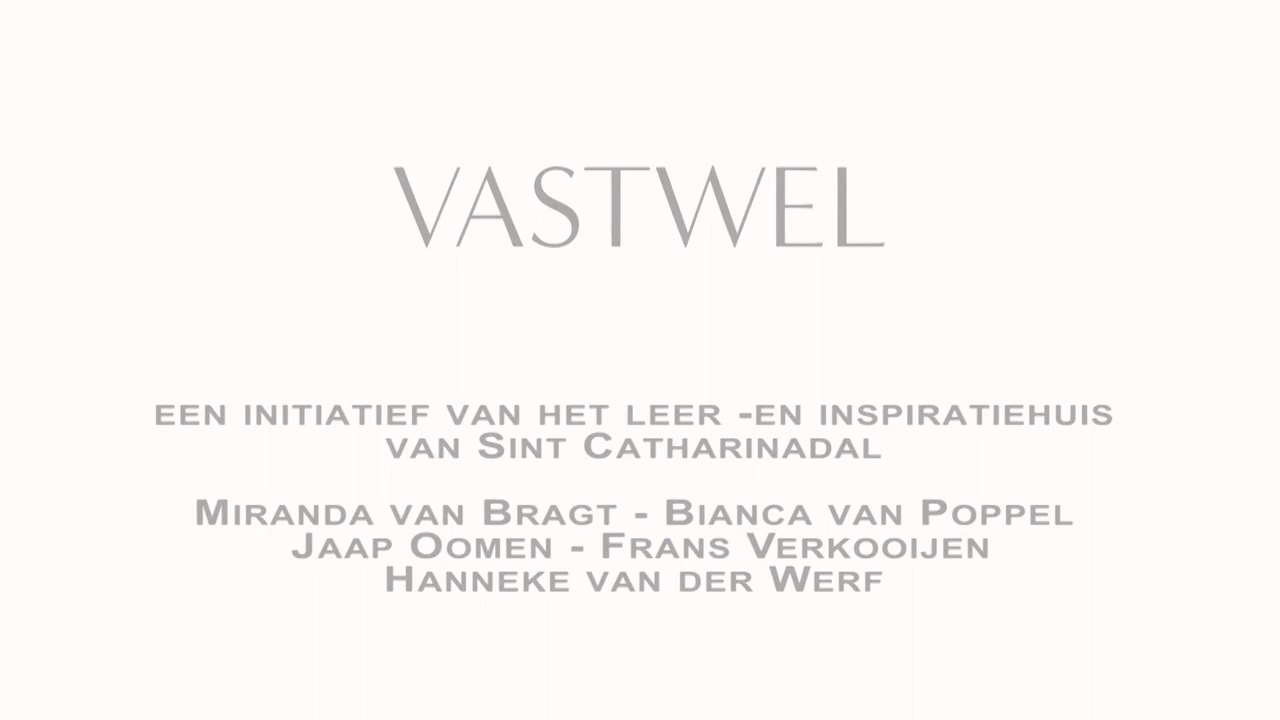 VASTWEL
een initiatief van het leer -en inspiratiehuis
van Sint Catharinadal
Miranda van Bragt - Bianca van Poppel
Jaap Oomen - Frans Verkooijen
Hanneke van der Werf